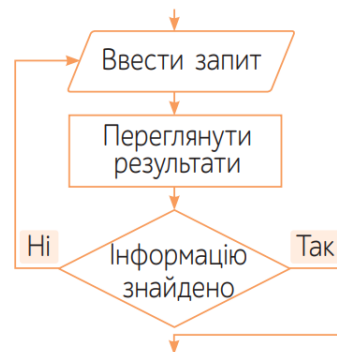 Ввести запит
Переглянути
результати
Ні
Так
Інформацію
знайдено